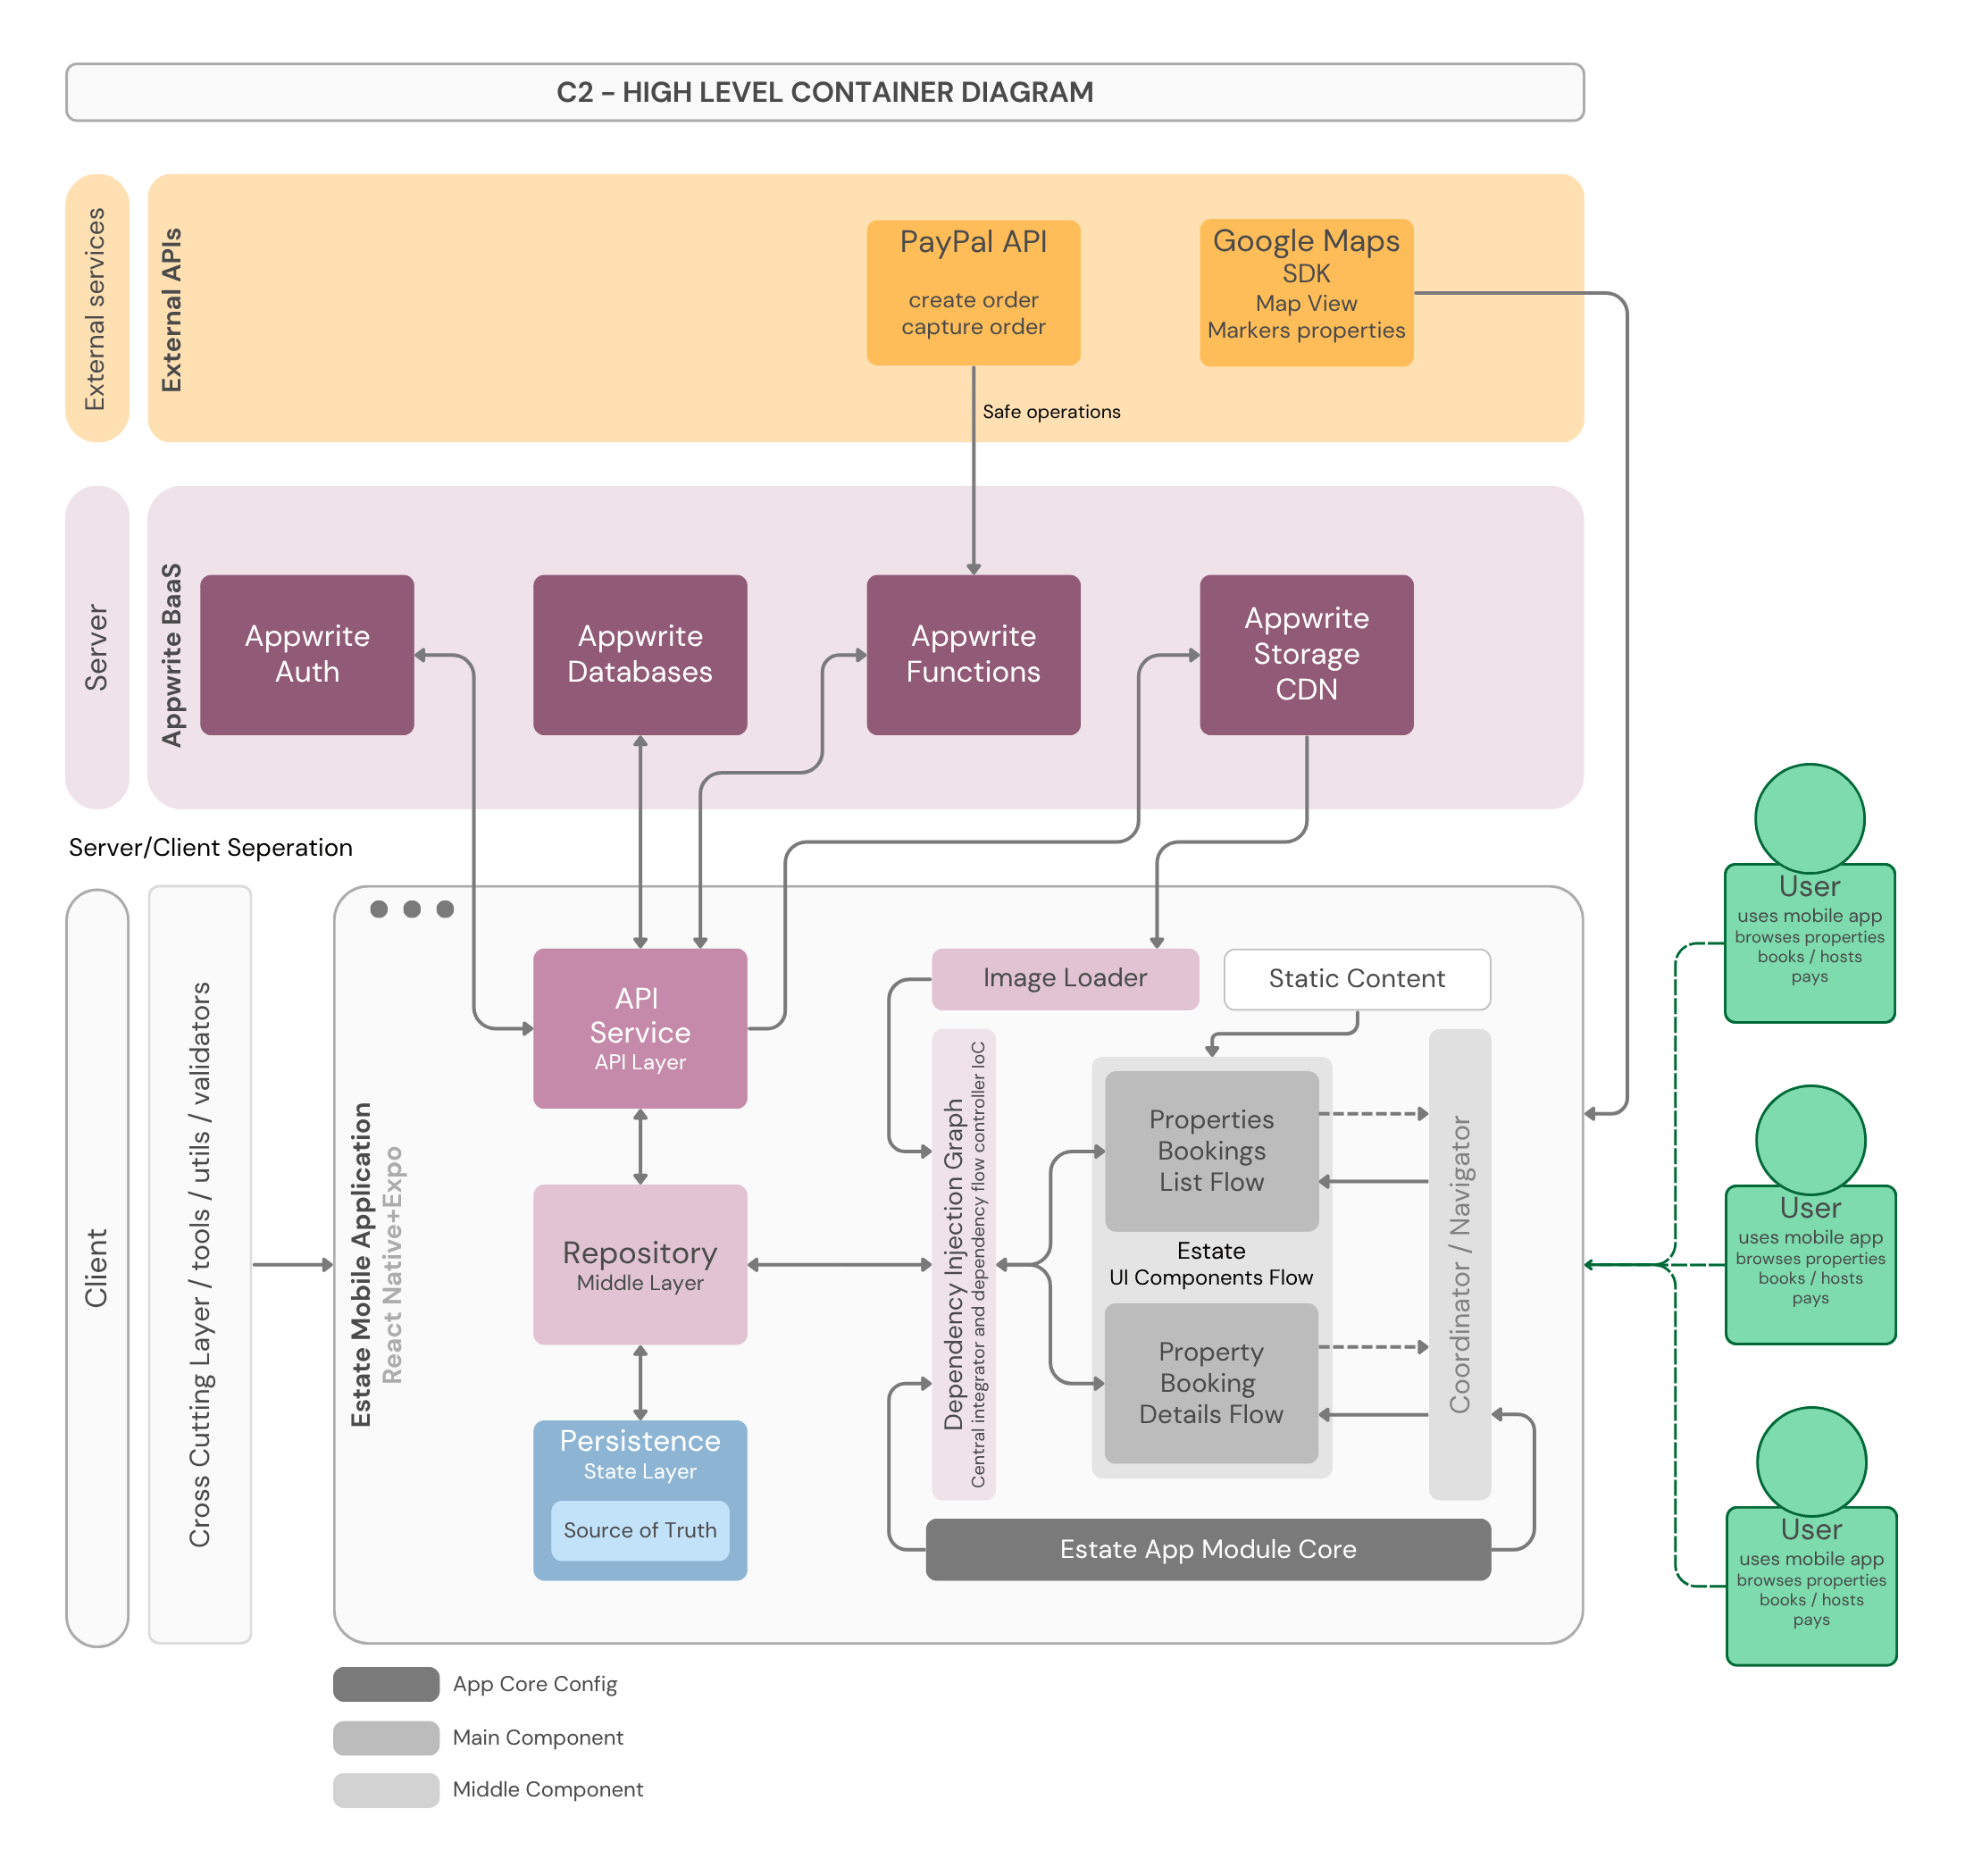 C2 - HIGH LEVEL CONTAINER DIAGRAM
External services
External APIs
PayPal API
create order
capture order
Google Maps
SDK
Map View
Markers properties
Safe operations
Server
Appwrite BaaS
Appwrite
Auth
Appwrite
Databases
Appwrite
Functions
Appwrite
Storage
CDN
Server/Client Seperation
Client
Cross Cutting Layer / tools / utils / validators
Estate Mobile Application
React Native+Expo
API
Service
API Layer
Repository
Middle Layer
Persistence
State Layer
Source of Truth
Image Loader
Static Content
Dependency Injection Graph
Central integrator and dependency flow controller IoC
Properties
Bookings
List Flow
Estate
UI Components Flow
Property
Booking
Details Flow
Coordinator / Navigator
Estate App Module Core
User
uses mobile app
browses properties
books / hosts
pays
User
uses mobile app
browses properties
books / hosts
pays
User
uses mobile app
browses properties
books / hosts
pays
App Core Config
Main Component
Middle Component